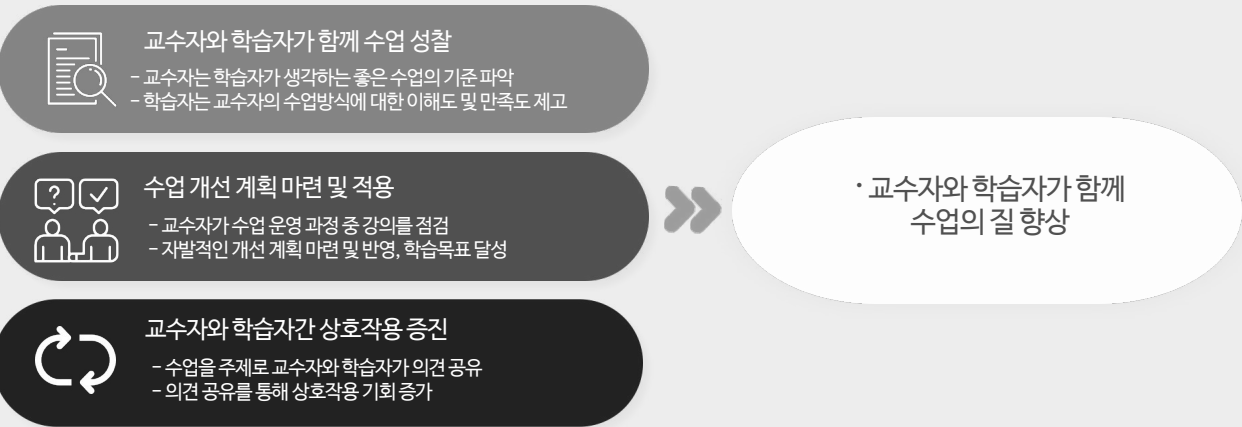 교수자와 학습자가 함께 수업 성찰
- 교수자는 학습자가 생각하는 좋은 수업의 기준 파악
- 학습자는 교수자의 수업방식에 대한 이해도 및 만족도 제고
수업 개선 계획 마련 및 적용
- 교수자가 수업 운영 과정 중 강의를 점검
- 자발적인 개선 계획 마련 및 반영, 학습목표 달성
교수자와 학습자간 상호작용 증진
- 수업을 주제로 교수자와 학습자가 의견 공유
- 의견 공유를 통해 상호작용 기회 증가
· 교수자와 학습자가 함께
수업의 질 향상